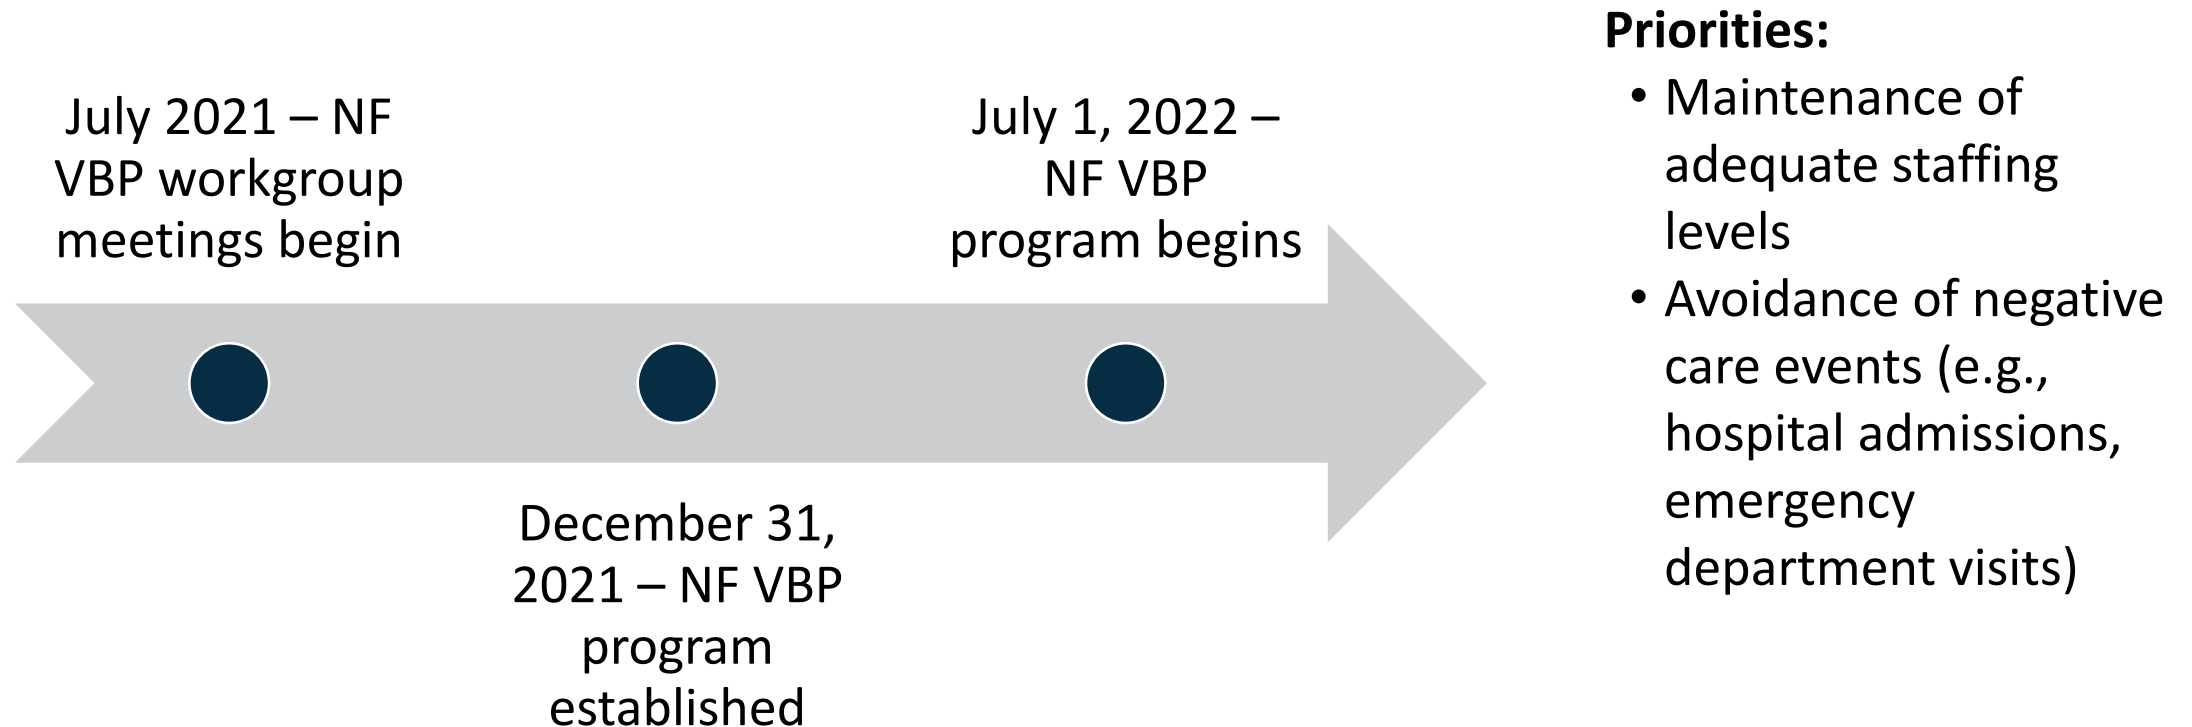 July 2021 – NF
VBP workgroup
meetings begin
December 31,
2021 – NF VBP
program
established
July 1, 2022 –
NF VBP
program begins
Priorities:
• Maintenance of
adequate staffing
levels
• Avoidance of negative
care events (e.g.,
hospital admissions,
emergency
department visits)